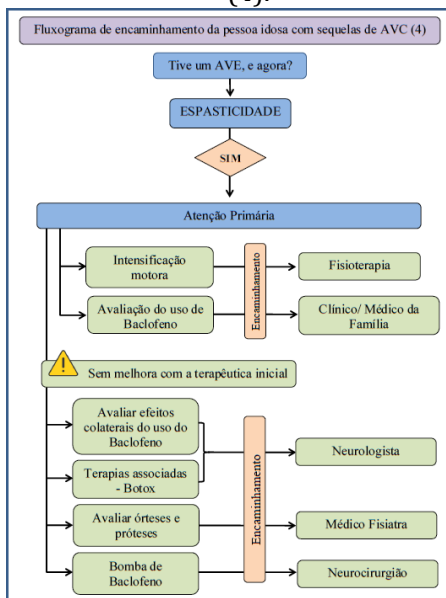 (4).
Fluxograma de encaminhamento da pessoa idosa com sequelas de AVC (4)
Tive um AVE, e agora?
ESPASTICIDADE
SIM
Atenção Primária
Intensificação
motora
Encaminhamento
Fisioterapia
Avaliação do uso de
Baclofeno
Clínico/ Médico da
Família
Sem melhora com a terapêutica inicial
Avaliar efeitos
colaterais do uso do
Baclofeno
Terapias associadas
- Botox
Encaminhamento
Neurologista
Avaliar órteses e
próteses
Médico Fisiatra
Bomba de
Baclofeno
Neurocirurgião